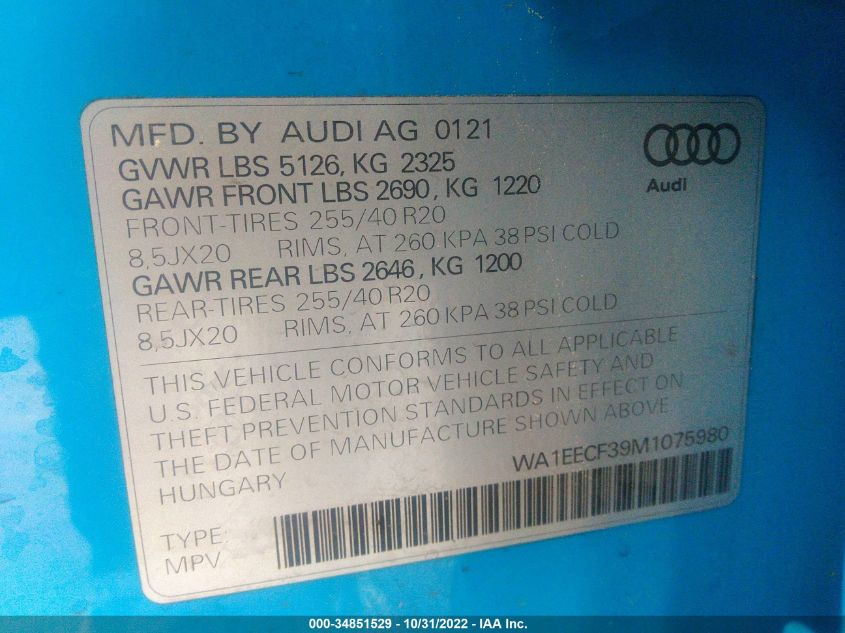 MFD. BY AUDI AG 0121
GVWR LBS 5126, KG 2325
GAWR FRONT LBS 2690, KG 1220
FRONT-TIRES 255/40 R20
8,5JX20 RIMS, AT 260 KPA 38 PSI COLD
GAWR REAR LBS 2646, KG 1200
REAR-TIRES 255/40 R20
8,5JX20 RIMS, AT 260 KPA 38 PSI COLD
Audi
THIS VEHICLE CONFORMS TO ALL APPLICABLE
U.S. FEDERAL MOTOR VEHICLE SAFETY AND
THEFT PREVENTION STANDARDS IN EFFECT ON
THE DATE OF MANUFACTURE SHOWN ABOVE
HUNGARY
WA1EECF39M1075980
TYPE:
MPV
000-34851529 - 10/31/2022 - IAA Inc.